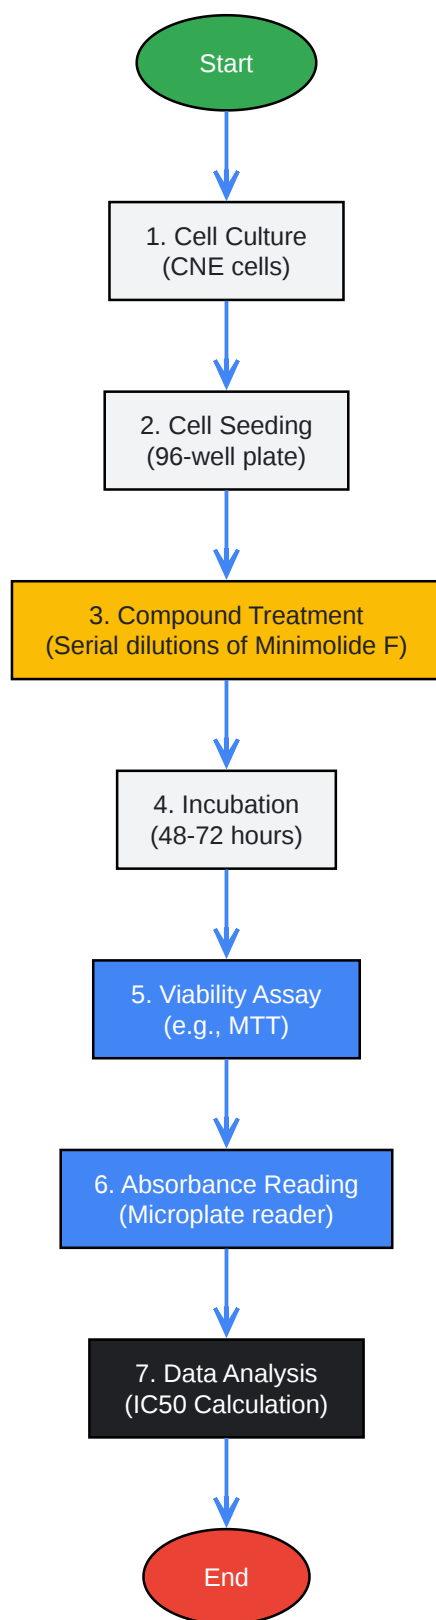 Start
1. Cell Culture
(CNE cells)
2. Cell Seeding
(96-well plate)
3. Compound Treatment
(Serial dilutions of Minimolide F)
4. Incubation
(48-72 hours)
5. Viability Assay
(e.g., MTT)
6. Absorbance Reading
(Microplate reader)
7. Data Analysis
(IC50 Calculation)
End